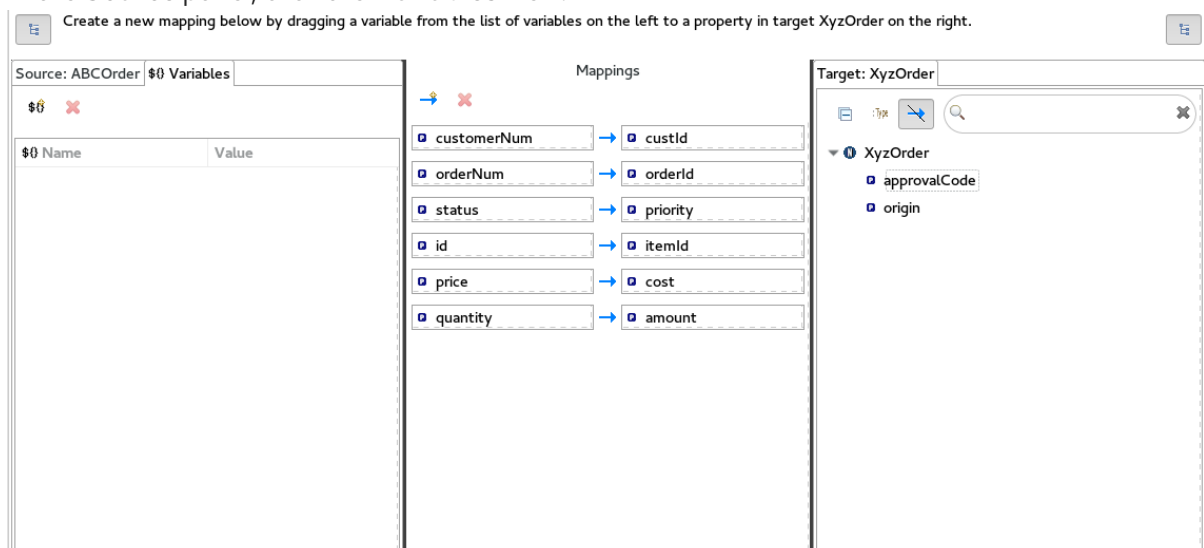 Create a new mapping below by dragging a variable from the list of variables on the left to a property in target XyzOrder on the right.
Source: ABCOrder ${} Variables
Mappings
Target: XyzOrder
${} Name Value
customerNum custId
orderNum orderId
status priority
id itemId
price cost
quantity amount
: Type
XyzOrder
approvalCode
origin